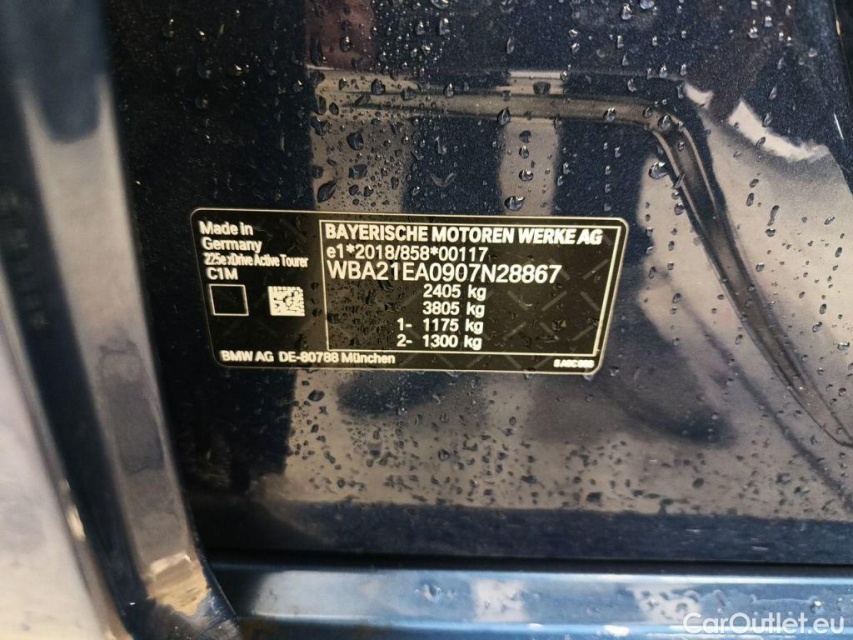 Made in
Germany
225e xDrive Active Tourer
C1M
BAYERISCHE MOTOREN WERKE AG
e1*2018/858*00117
WBA21EA0907N28867
2405 kg
3805 kg
1- 1175 kg
2- 1300 kg
BMW AG DE-80788 München
CarOutlet.eu